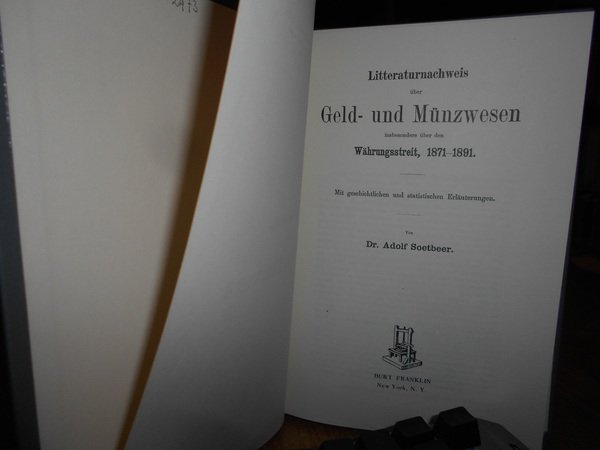 2473
Litteraturnachweis
über
Geld- und Münzwesen
insbesondere über den
Währungsstreit, 1871–1891.
Mit geschichtlichen und statistischen Erläuterungen.
Von
Dr. Adolf Soetbeer.
BURT FRANKLIN
New York, N. Y.